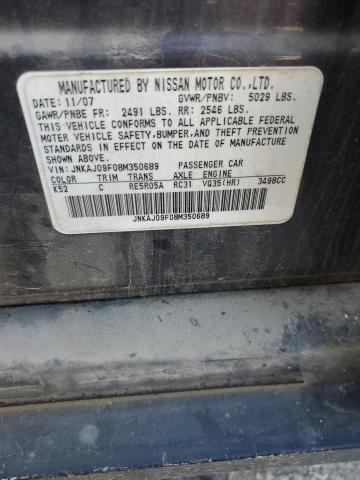 MANUFACTURED BY NISSAN MOTOR CO.,LTD.
DATE: 11/07 GVWR/PNBV: 5029 LBS.
GAWR/PNBE FR: 2491 LBS. RR: 2546 LBS.
THIS VEHICLE CONFORMS TO ALL APPLICABLE FEDERAL
MOTOR VEHICLE SAFETY,BUMPER,AND THEFT PREVENTION
STANDARDS IN EFFECT ON THE DATE OF
MANUFACTURE SHOWN ABOVE.
VIN: JNKAJ09F08M350689 PASSENGER CAR
COLOR TRIM TRANS AXLE ENGINE
K52 C RE5R05A RC31 VQ35(HR) 3498CC
JNKAJ09F08M350689